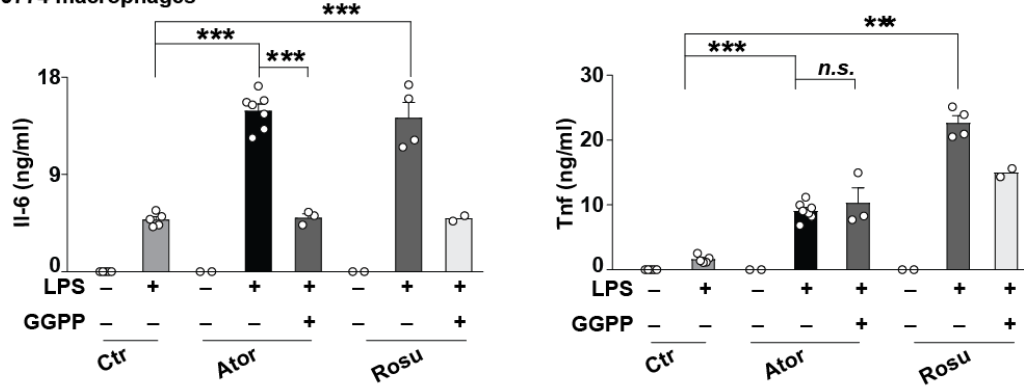 macrophages
***
***
***
18
9
0
Il-6 (ng/ml)
LPS – + – + + – + +
GGPP – – – – + – – +
Ctr Ator Rosu
***
***
n.s.
30
20
10
0
Tnf (ng/ml)
LPS – + – + + – + +
GGPP – – – – + – – +
Ctr Ator Rosu